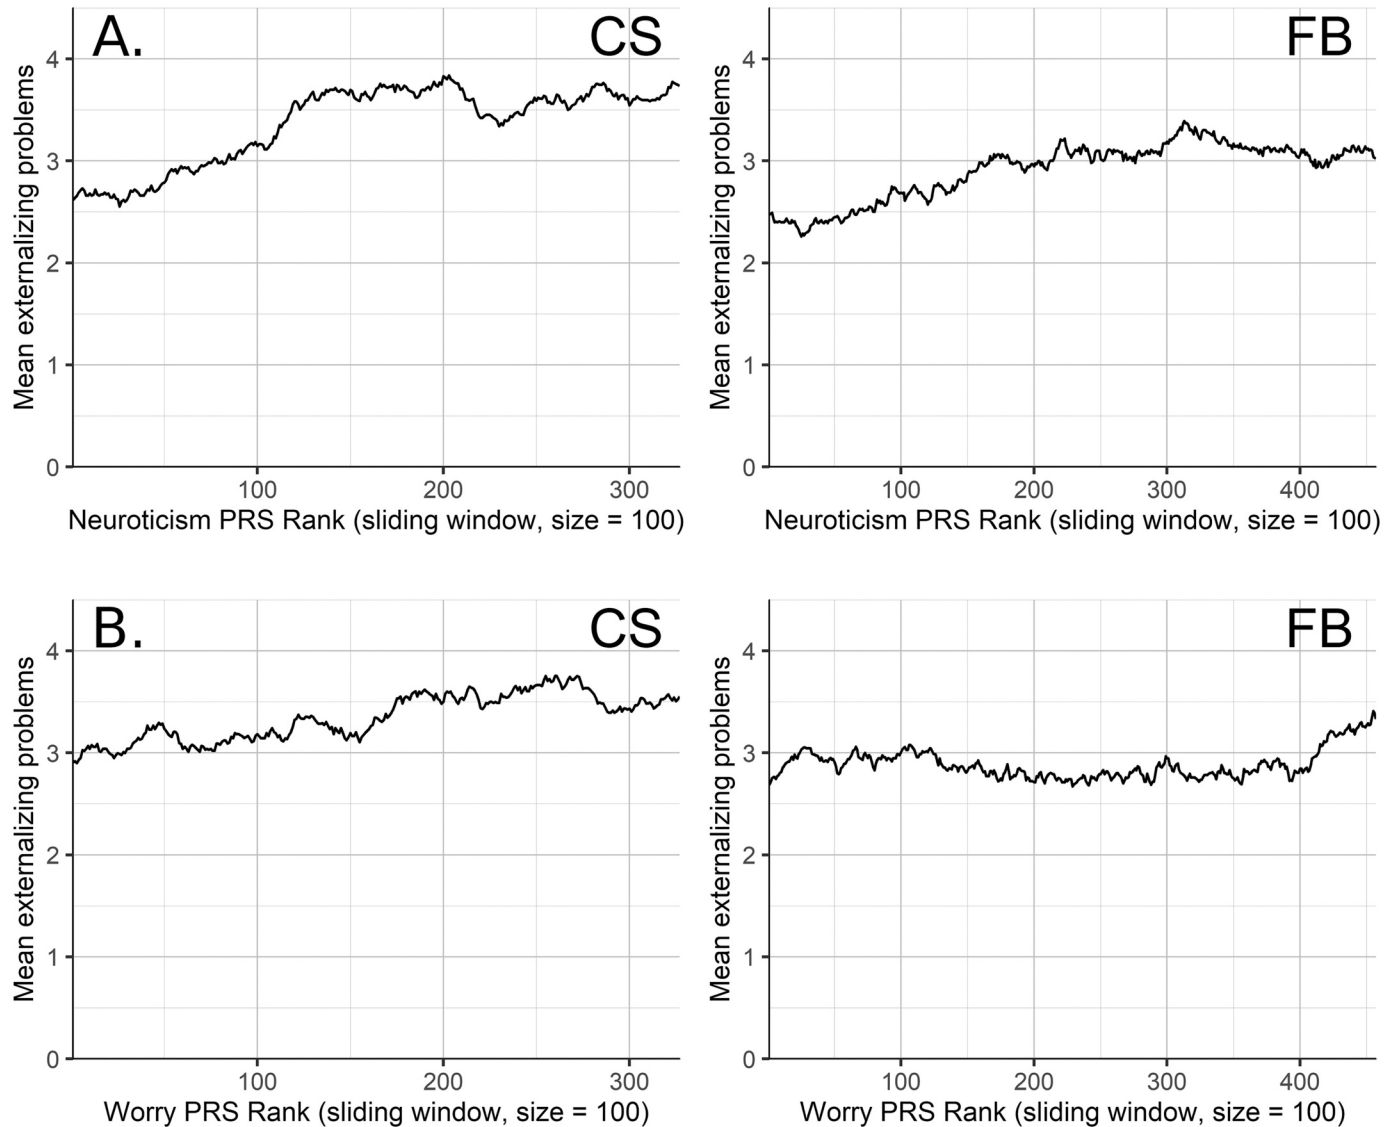 A.
CS
Mean externalizing problems
4
3
2
1
0
100 200 300
Neuroticism PRS Rank (sliding window, size = 100)
FB
Mean externalizing problems
4
3
2
1
0
100 200 300 400
Neuroticism PRS Rank (sliding window, size = 100)
B.
CS
Mean externalizing problems
4
3
2
1
0
100 200 300
Worry PRS Rank (sliding window, size = 100)
FB
Mean externalizing problems
4
3
2
1
0
100 200 300 400
Worry PRS Rank (sliding window, size = 100)